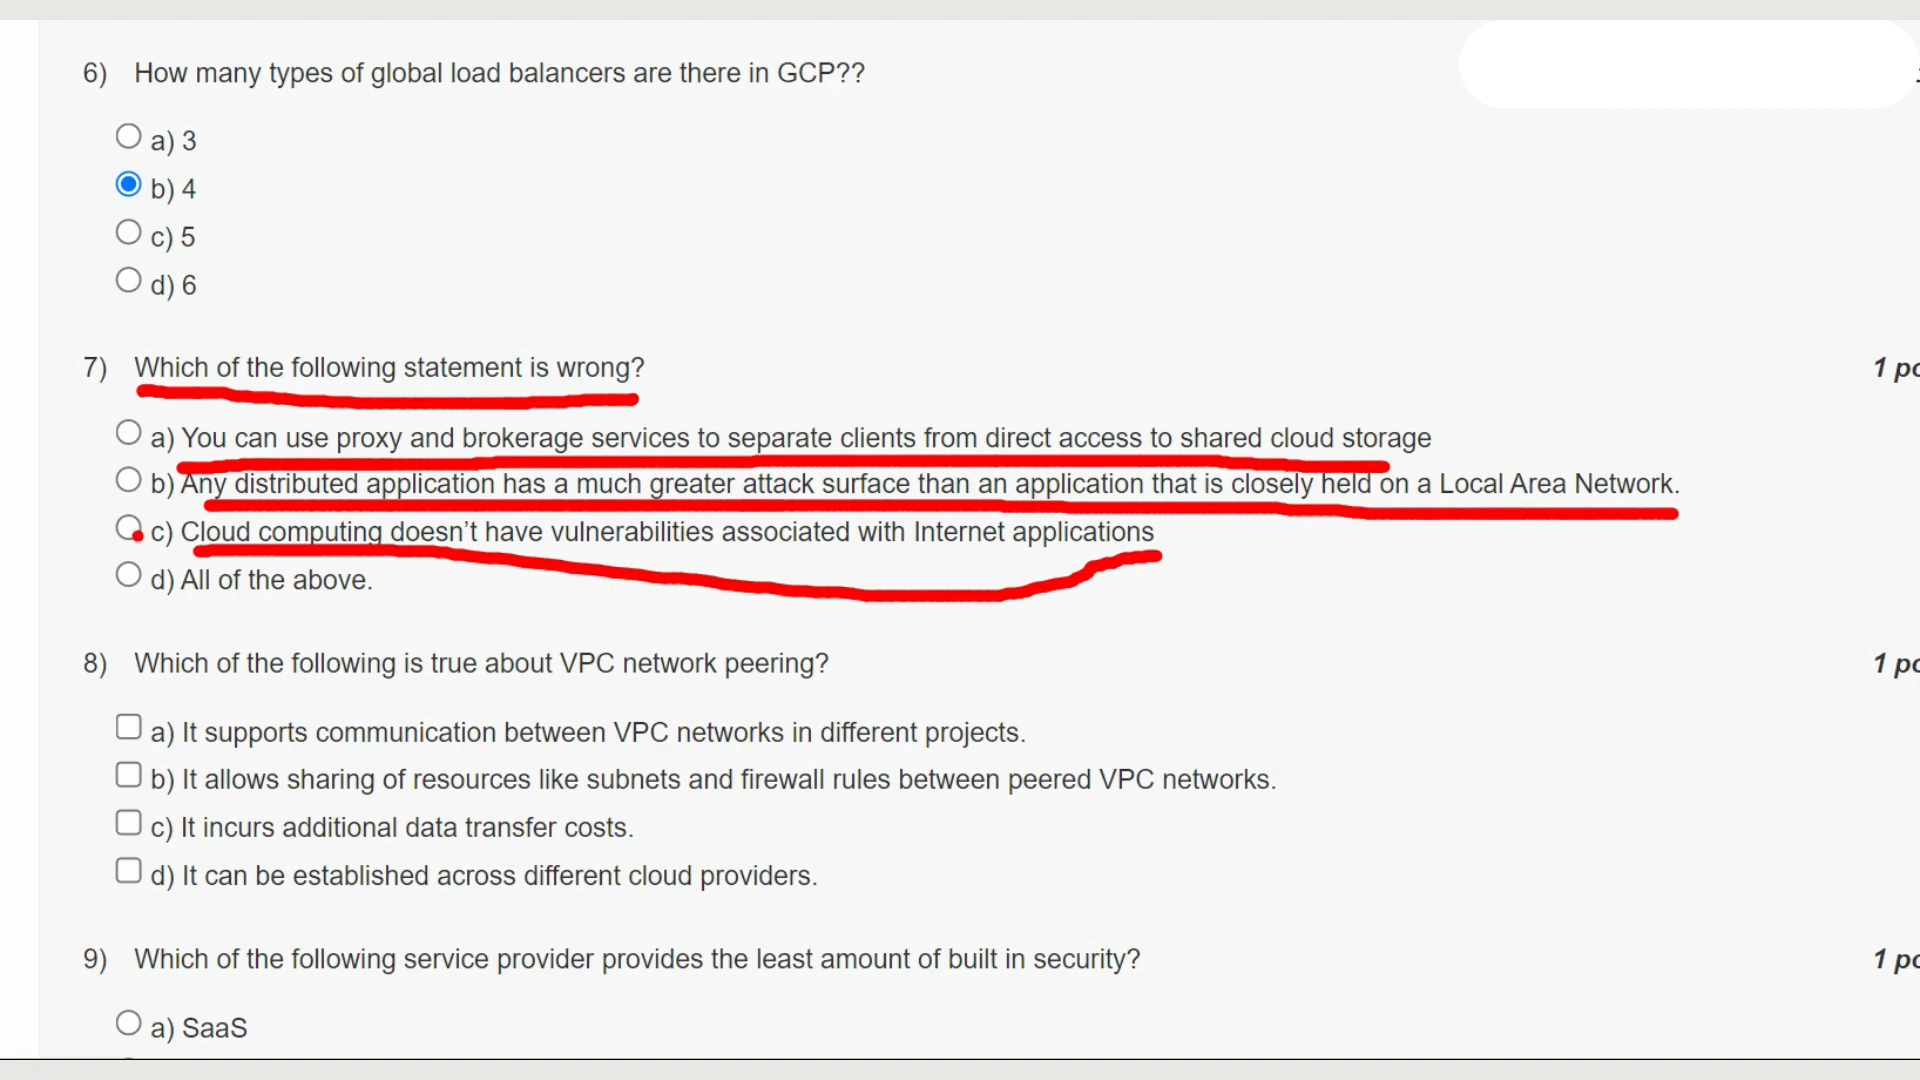 6) How many types of global load balancers are there in GCP??
a) 3
b) 4
c) 5
d) 6
7) Which of the following statement is wrong?
1 po
a) You can use proxy and brokerage services to separate clients from direct access to shared cloud storage
b) Any distributed application has a much greater attack surface than an application that is closely held on a Local Area Network.
c) Cloud computing doesn’t have vulnerabilities associated with Internet applications
d) All of the above.
8) Which of the following is true about VPC network peering?
1 po
a) It supports communication between VPC networks in different projects.
b) It allows sharing of resources like subnets and firewall rules between peered VPC networks.
c) It incurs additional data transfer costs.
d) It can be established across different cloud providers.
9) Which of the following service provider provides the least amount of built in security?
1 po
a) SaaS